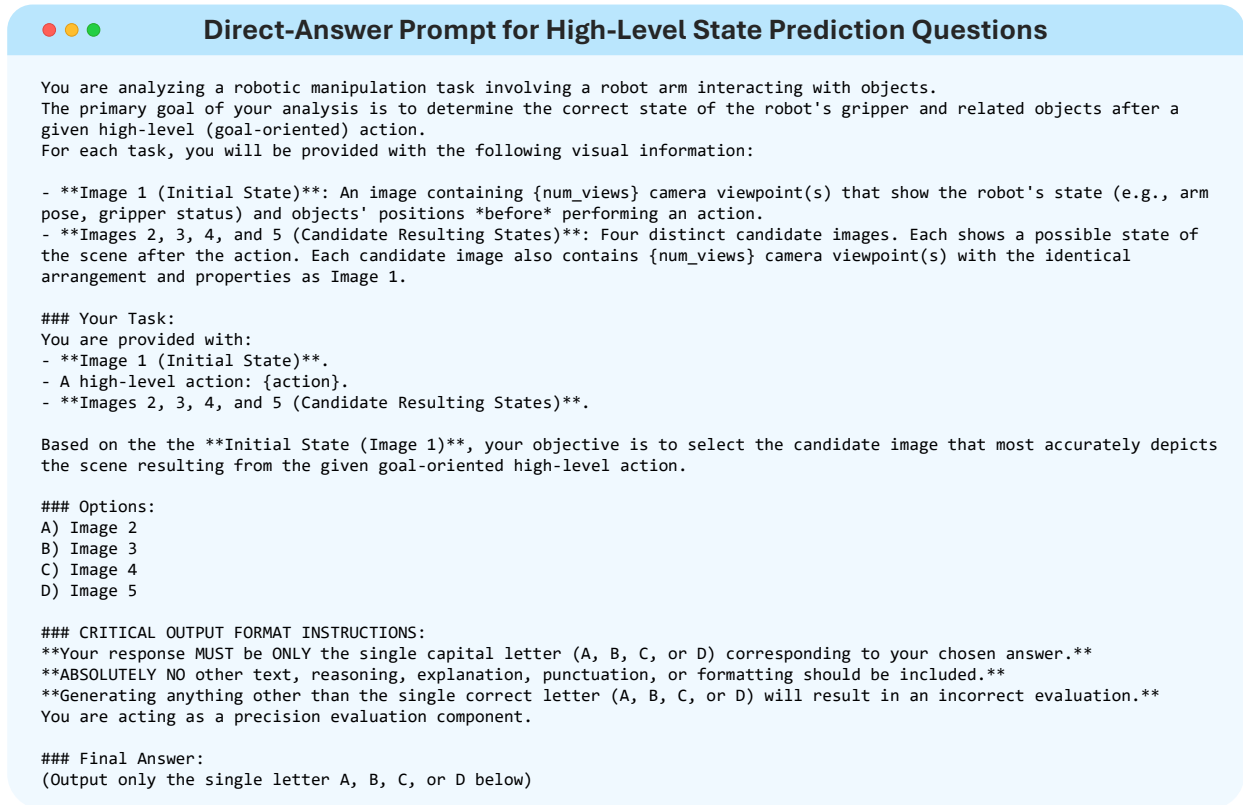 Direct-Answer Prompt for High-Level State Prediction Questions
You are analyzing a robotic manipulation task involving a robot arm interacting with objects.
The primary goal of your analysis is to determine the correct state of the robot's gripper and related objects after a
given high-level (goal-oriented) action.
For each task, you will be provided with the following visual information:
- **Image 1 (Initial State)**: An image containing {num_views} camera viewpoint(s) that show the robot's state (e.g., arm
pose, gripper status) and objects' positions *before* performing an action.
- **Images 2, 3, 4, and 5 (Candidate Resulting States)**: Four distinct candidate images. Each shows a possible state of
the scene after the action. Each candidate image also contains {num_views} camera viewpoint(s) with the identical
arrangement and properties as Image 1.
### Your Task:
You are provided with:
- **Image 1 (Initial State)**.
- A high-level action: {action}.
- **Images 2, 3, 4, and 5 (Candidate Resulting States)**.
Based on the the **Initial State (Image 1)**, your objective is to select the candidate image that most accurately depicts
the scene resulting from the given goal-oriented high-level action.
### Options:
A) Image 2
B) Image 3
C) Image 4
D) Image 5
### CRITICAL OUTPUT FORMAT INSTRUCTIONS:
**Your response MUST be ONLY the single capital letter (A, B, C, or D) corresponding to your chosen answer.**
**ABSOLUTELY NO other text, reasoning, explanation, punctuation, or formatting should be included.**
**Generating anything other than the single correct letter (A, B, C, or D) will result in an incorrect evaluation.**
You are acting as a precision evaluation component.
### Final Answer:
(Output only the single letter A, B, C, or D below)